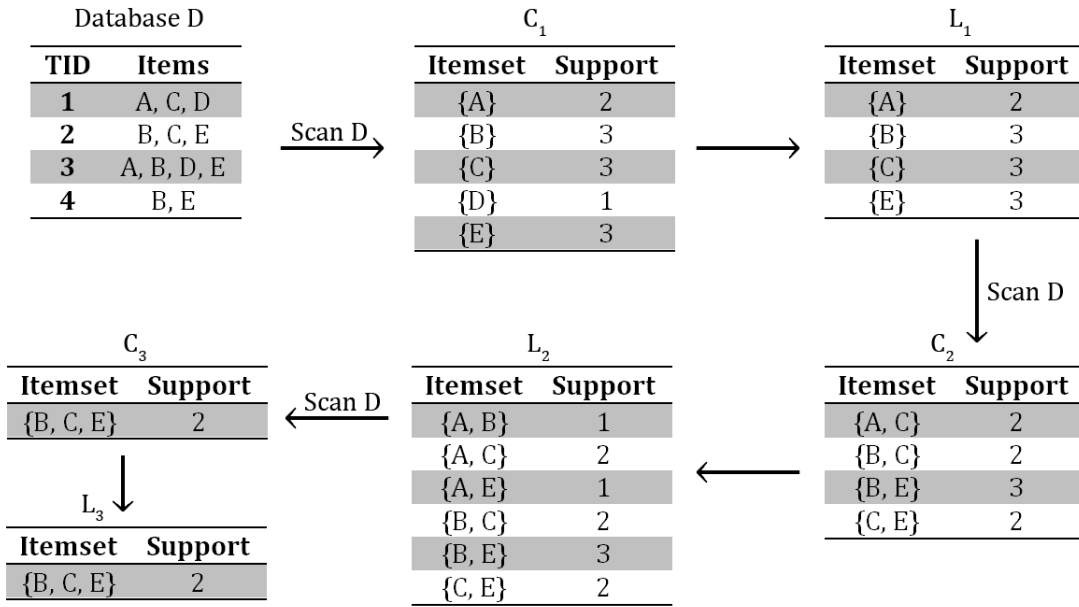 Database D
TID Items
1 A, C, D
2 B, C, E
3 A, B, D, E
4 B, E
Scan D
C₁
Itemset Support
{A} 2
{B} 3
{C} 3
{D} 1
{E} 3
L₁
Itemset Support
{A} 2
{B} 3
{C} 3
{E} 3
Scan D
C₂
Itemset Support
{A, C} 2
{B, C} 2
{B, E} 3
{C, E} 2
L₂
Itemset Support
{A, B} 1
{A, C} 2
{A, E} 1
{B, C} 2
{B, E} 3
{C, E} 2
Scan D
C₃
Itemset Support
{B, C, E} 2
L₃
Itemset Support
{B, C, E} 2